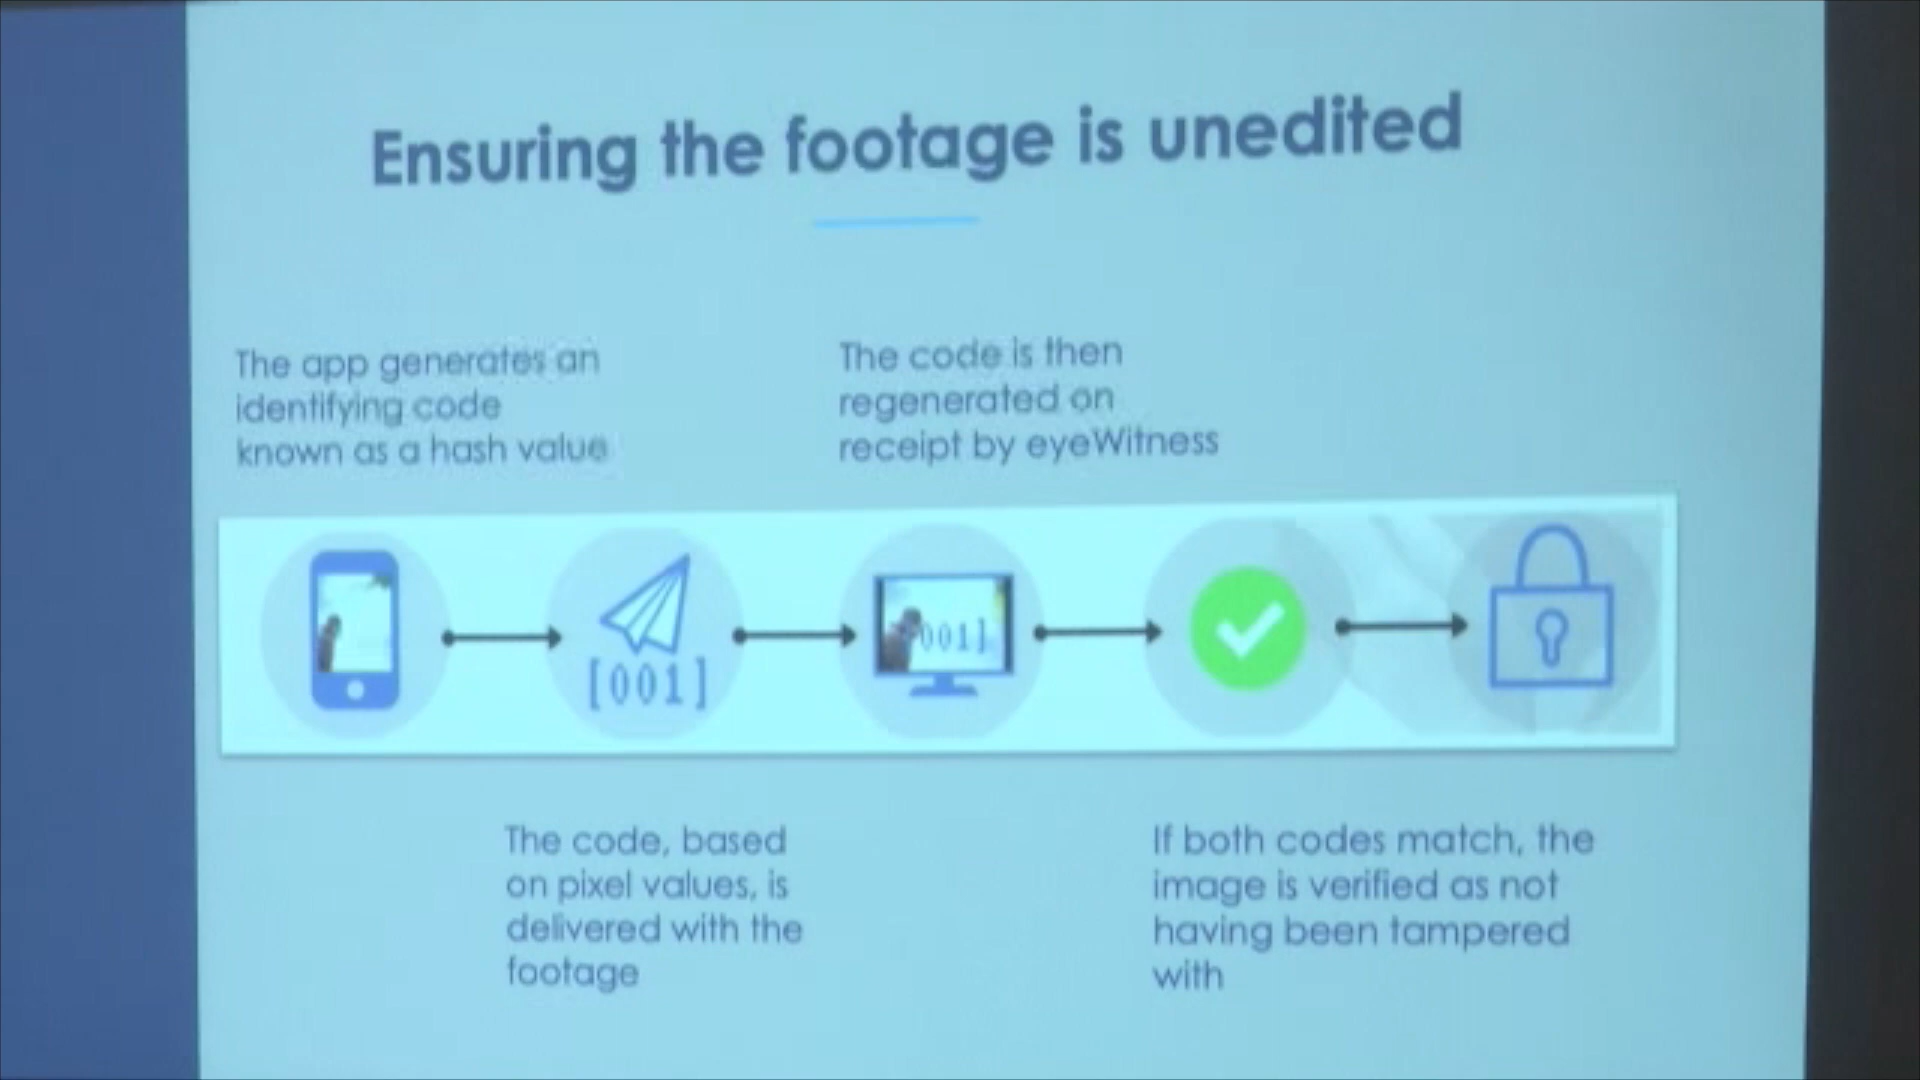 Ensuring the footage is unedited
The app generates an
identifying code
known as a hash value
The code is then
regenerated on
receipt by eyeWitness
[001]
001]
The code, based
on pixel values, is
delivered with the
footage
If both codes match, the
image is verified as not
having been tampered
with